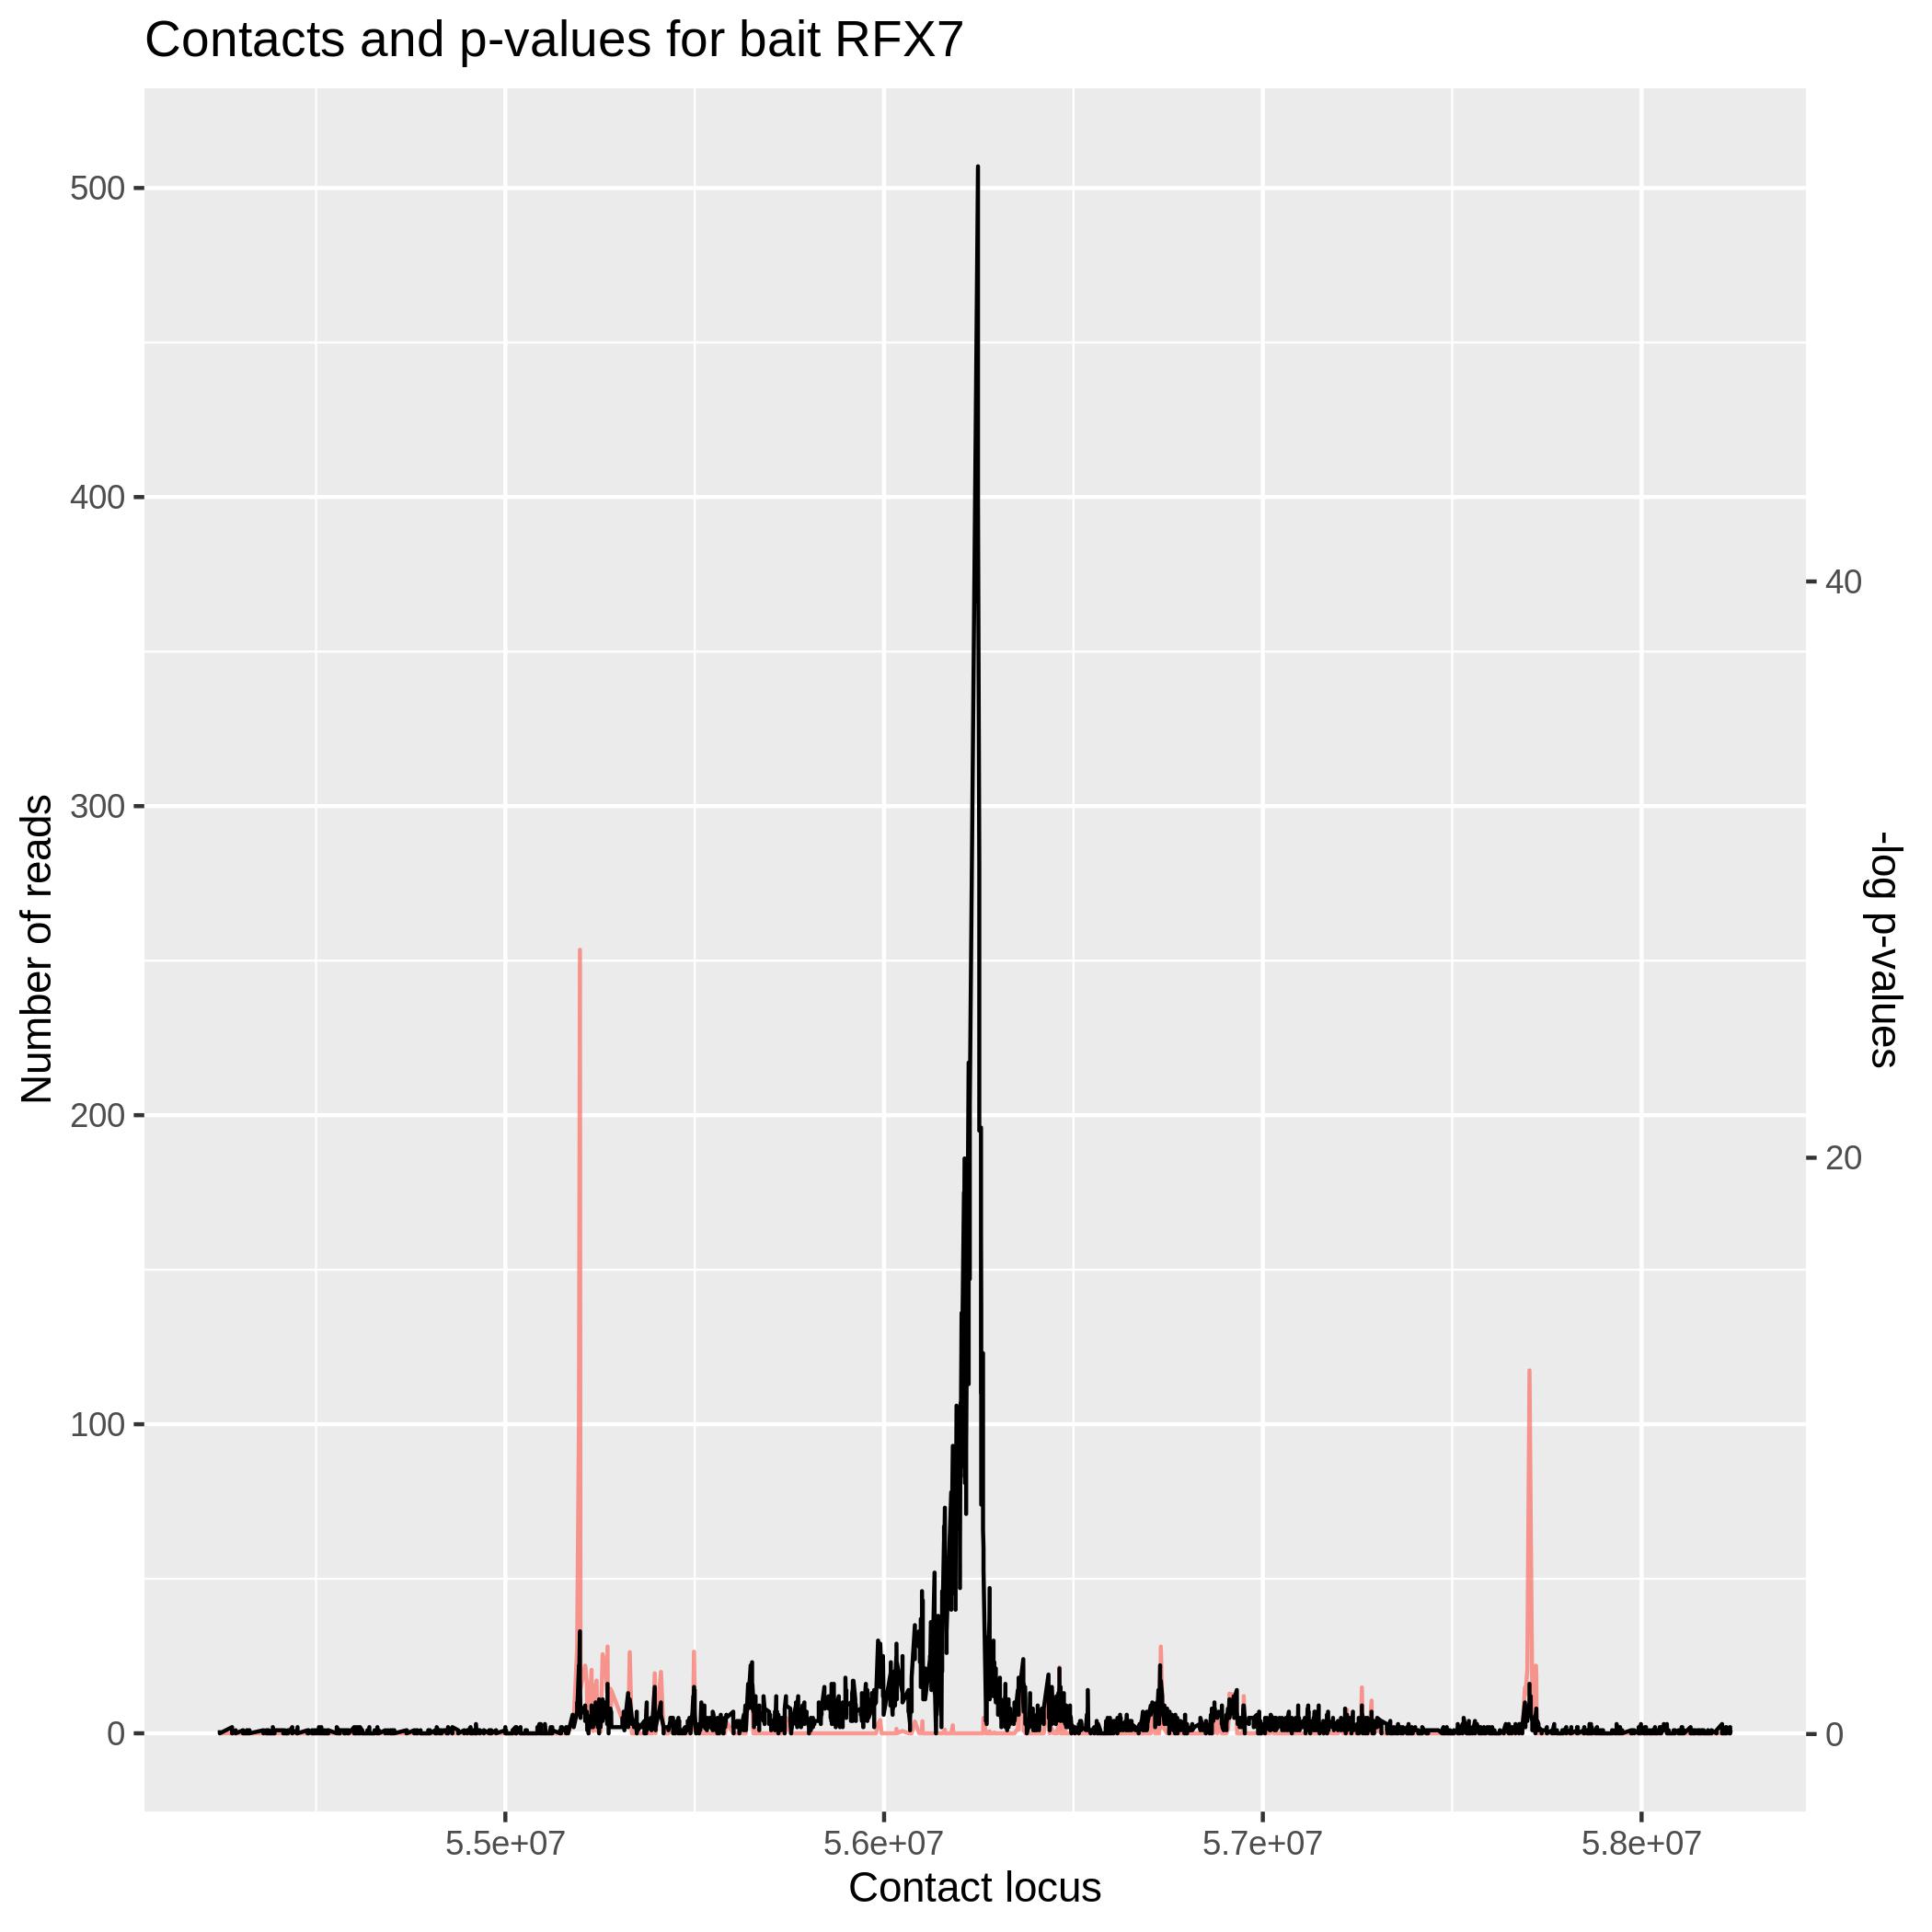 Contacts and p-values for bait RFX7
500
400
300
200
100
0
Number of reads
40
20
0
-log p-values
5.5e+07
5.6e+07
5.7e+07
5.8e+07
Contact locus